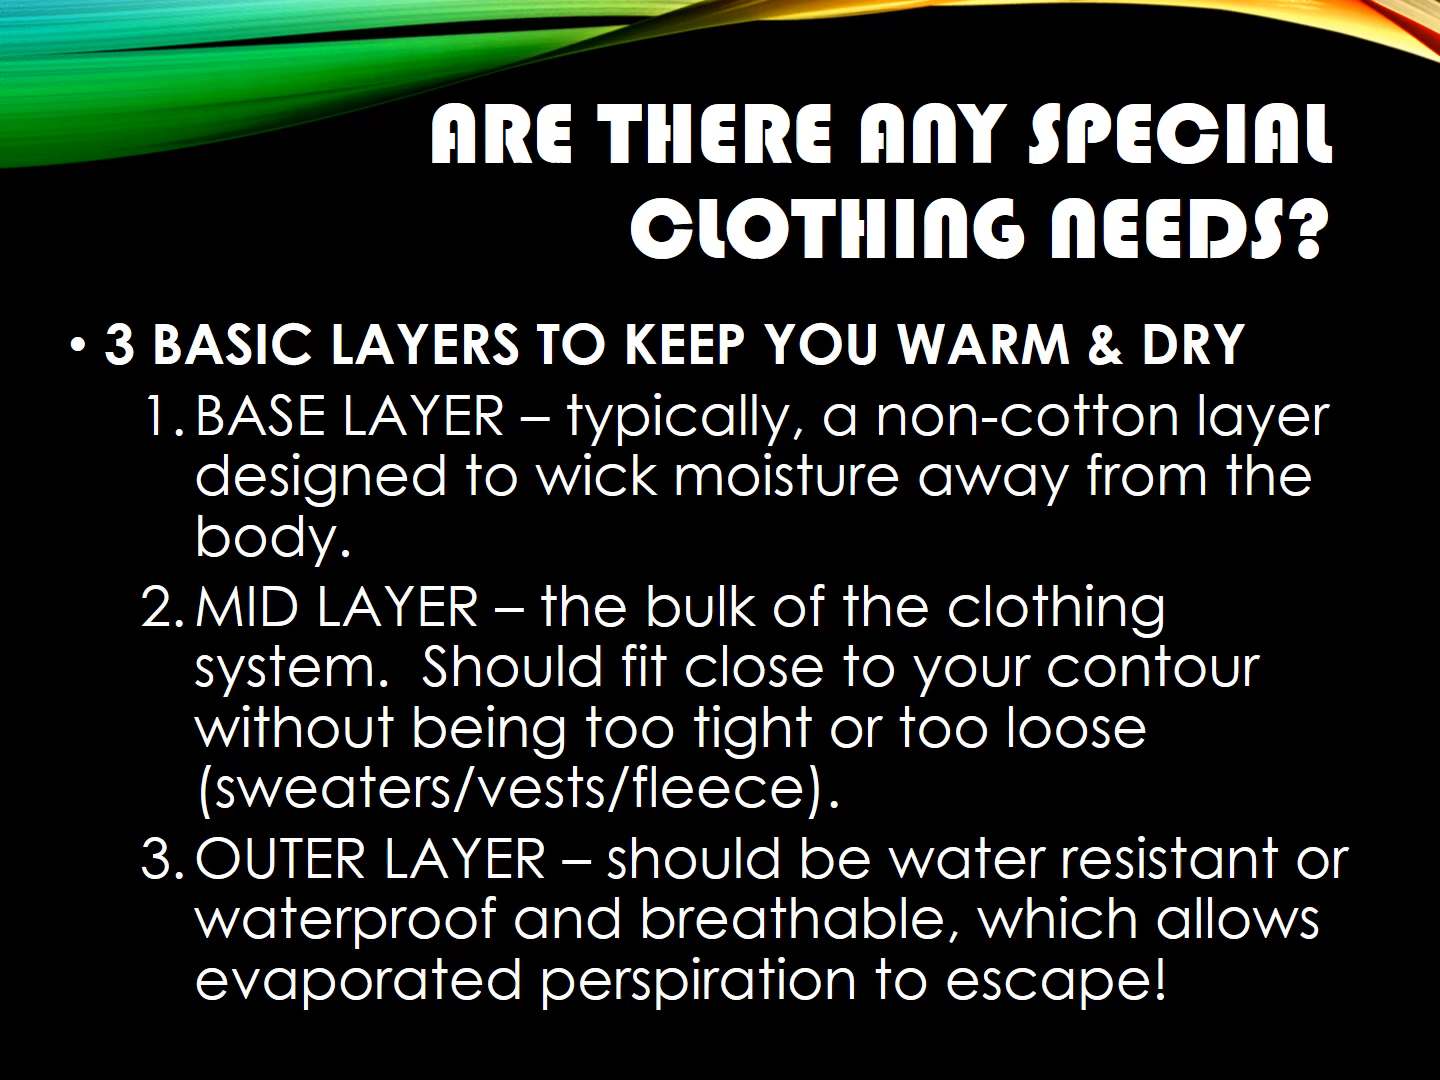 ARE THERE ANY SPECIAL
CLOTHING NEEDS?
• 3 BASIC LAYERS TO KEEP YOU WARM & DRY
1. BASE LAYER – typically, a non-cotton layer
designed to wick moisture away from the
body.
2. MID LAYER – the bulk of the clothing
system.  Should fit close to your contour
without being too tight or too loose
(sweaters/vests/fleece).
3. OUTER LAYER – should be water resistant or
waterproof and breathable, which allows
evaporated perspiration to escape!